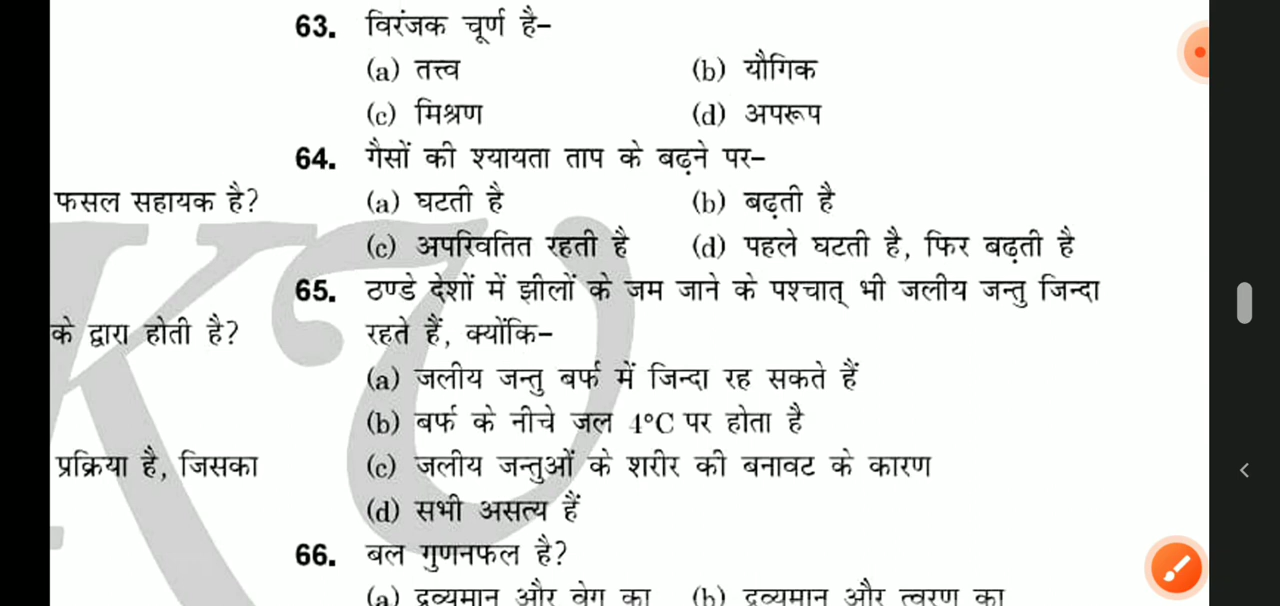 63. विरंजक चूर्ण है–
(a) तत्त्व (b) यौगिक
(c) मिश्रण (d) अपरूप
64. गैसों की श्यायता ताप के बढ़ने पर–
फसल सहायक है?
(a) घटती है (b) बढ़ती है
(c) अपरिवतित रहती है (d) पहले घटती है, फिर बढ़ती है
65. ठण्डे देशों में झीलों के जम जाने के पश्चात् भी जलीय जन्तु जिन्दा
के द्वारा होती है?
रहते हैं, क्योंकि–
(a) जलीय जन्तु बर्फ में जिन्दा रह सकते हैं
(b) बर्फ के नीचे जल 4°C पर होता है
प्रक्रिया है, जिसका
(c) जलीय जन्तुओं के शरीर की बनावट के कारण
(d) सभी असत्य हैं
66. बल गुणनफल है?
(a) द्रव्यमान और वेग का (b) द्रव्यमान और त्वरण का